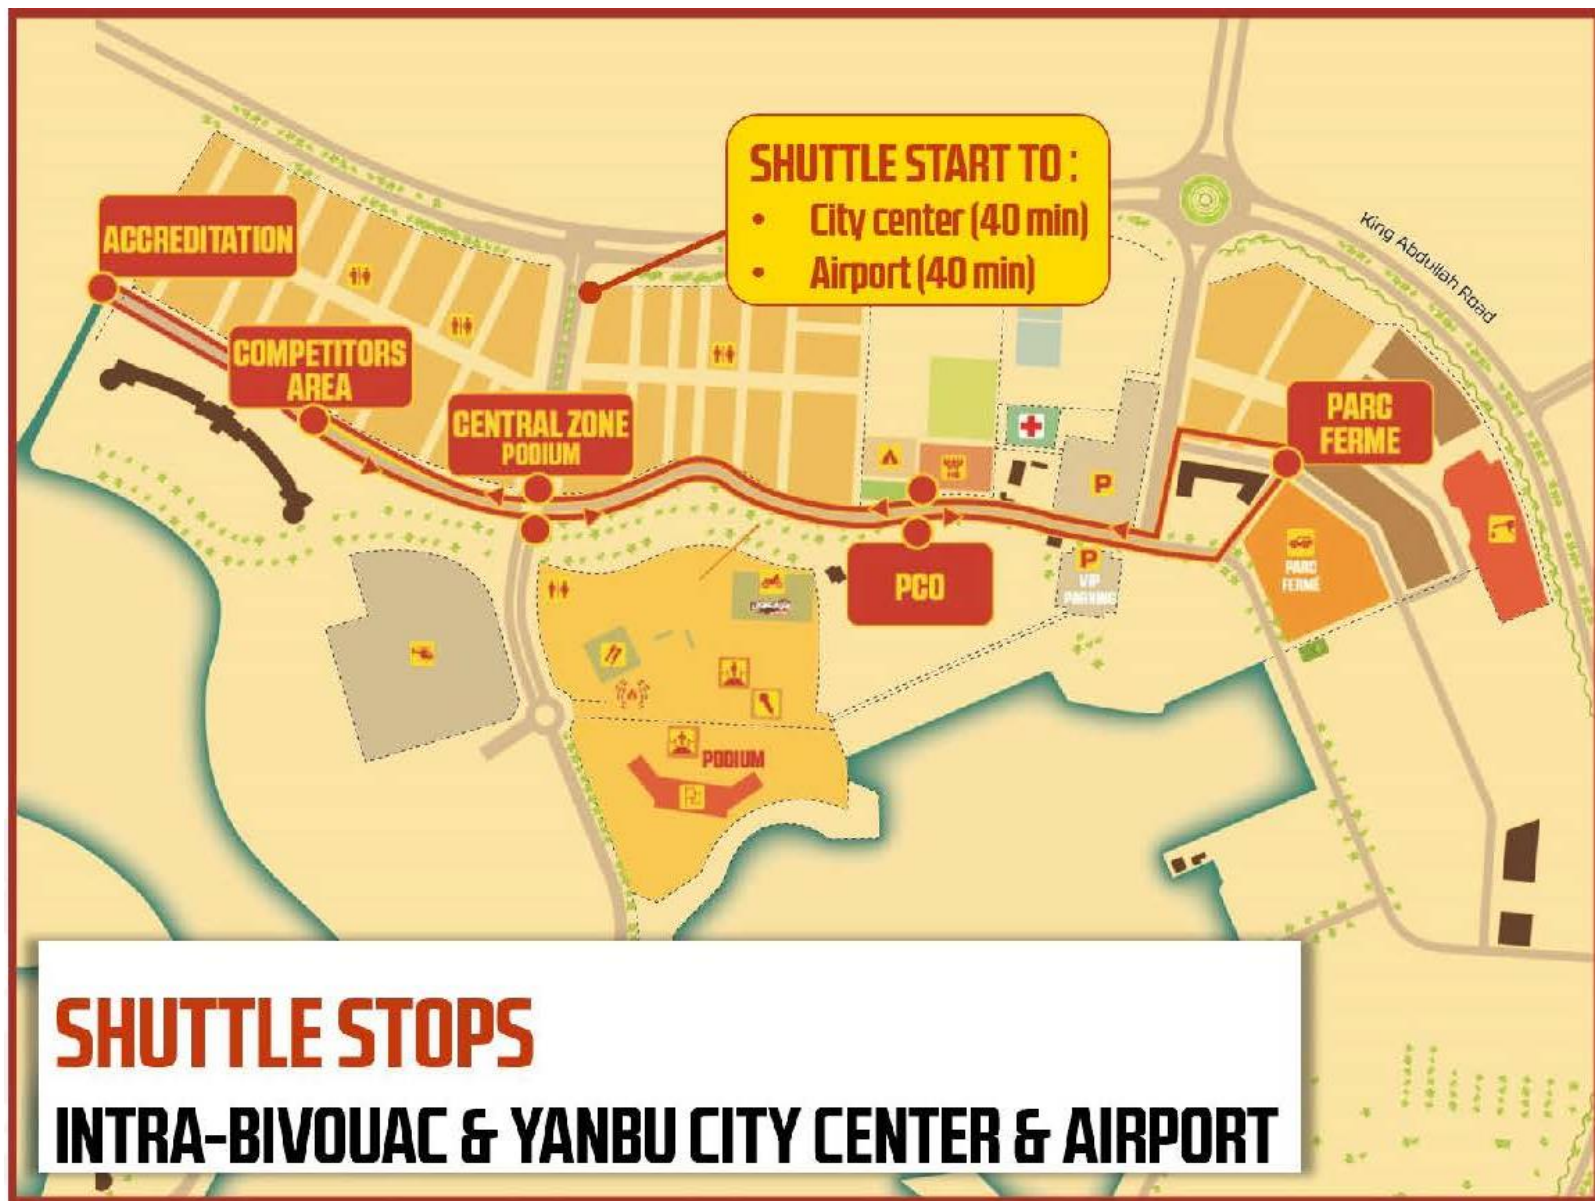 SHUTTLE START TO :
• City center (40 min)
• Airport (40 min)
King Abdullah Road
ACCREDITATION
COMPETITORS
AREA
CENTRAL ZONE
PODIUM
PARC
FERME
P
P
VIP
PARKING
PCO
PARC
FERMÉ
PODIUM
SHUTTLE STOPS
INTRA-BIVOUAC & YANBU CITY CENTER & AIRPORT